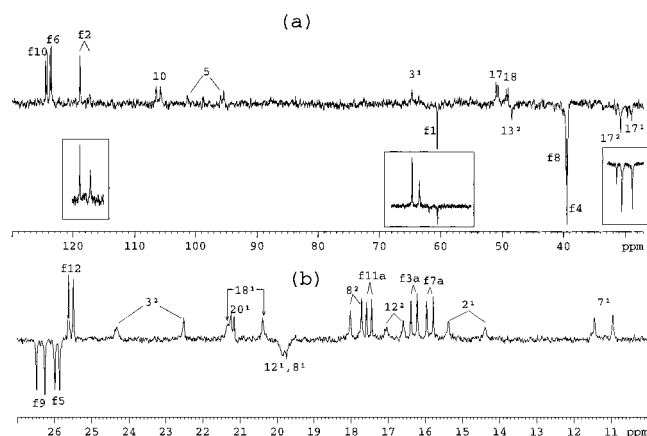 (a)
f10 f6 f2 10 5 3¹ 17 18
f1 13² 17² 17¹
f8
f4
120 110 100 90 80 70 60 50 40 ppm
(b)
f12 3² 18¹ 20¹ 8² f11a 12² f3a f7a 2¹ 7¹
f9 f5 12¹,8¹
26 25 24 23 22 21 20 19 18 17 16 15 14 13 12 11 ppm